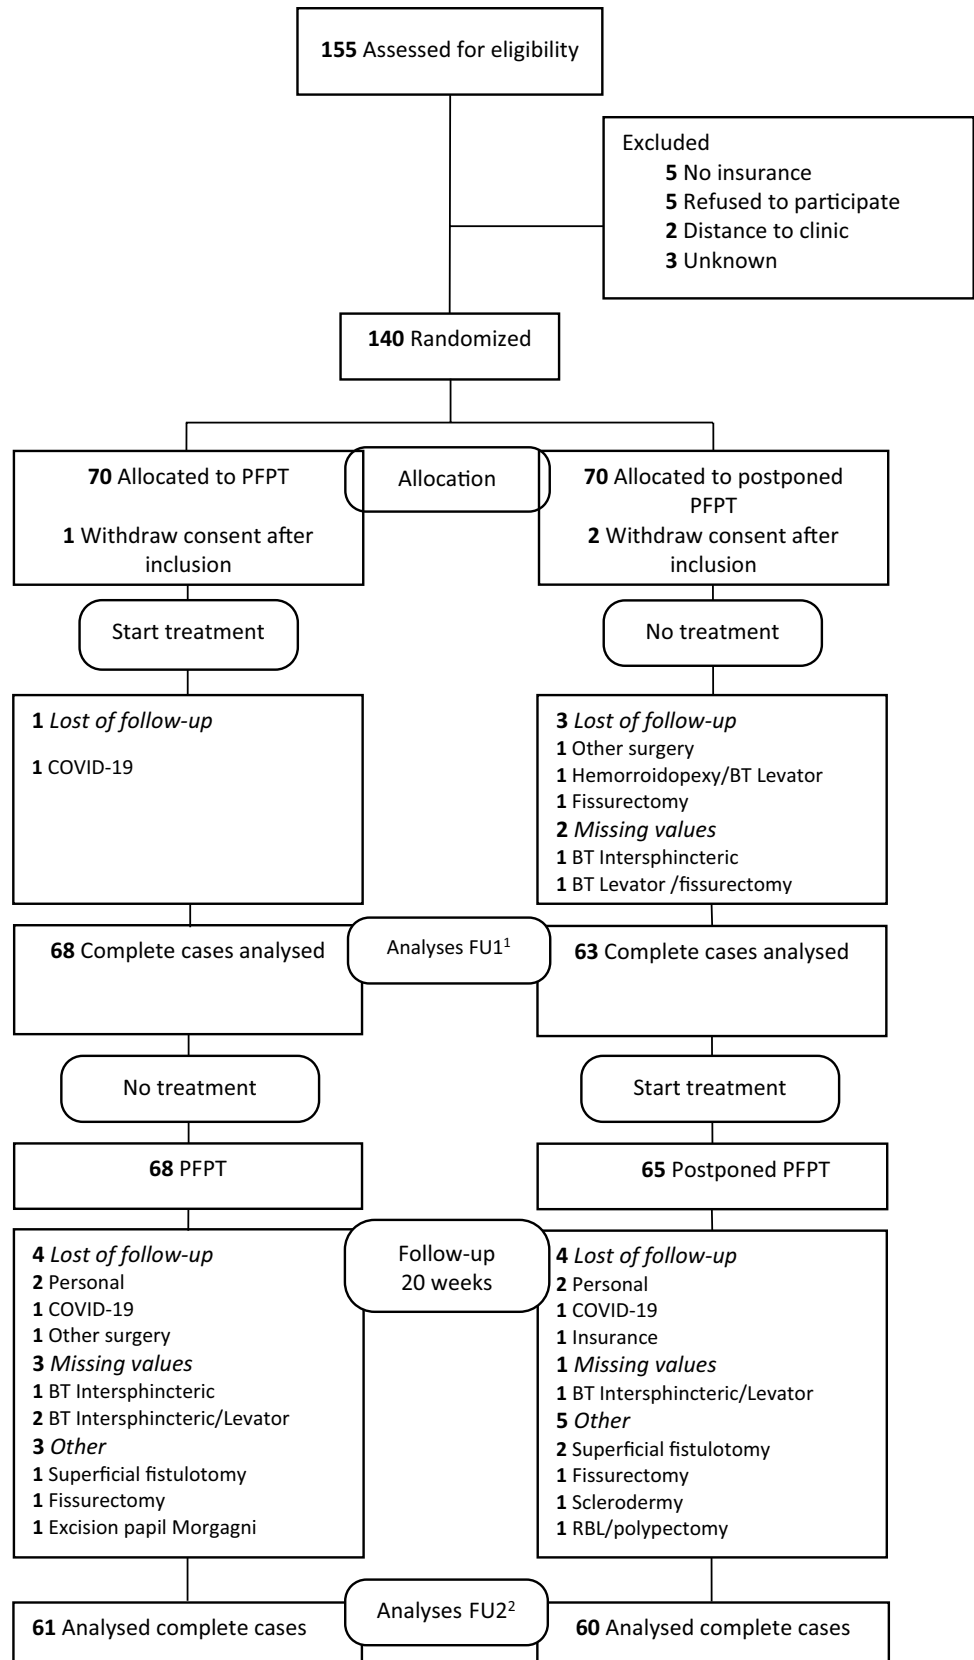 155 Assessed for eligibility
Excluded
5 No insurance
5 Refused to participate
2 Distance to clinic
3 Unknown
140 Randomized
70 Allocated to PFPT
1 Withdraw consent after
inclusion
Allocation
70 Allocated to postponed
PFPT
2 Withdraw consent after
inclusion
Start treatment
No treatment
1 Lost of follow-up
1 COVID-19
3 Lost of follow-up
1 Other surgery
1 Hemorroidopexy/BT Levator
1 Fissurectomy
2 Missing values
1 BT Intersphincteric
1 BT Levator /fissurectomy
68 Complete cases analysed
Analyses FU1¹
63 Complete cases analysed
No treatment
Start treatment
68 PFPT
65 Postponed PFPT
4 Lost of follow-up
2 Personal
1 COVID-19
1 Other surgery
3 Missing values
1 BT Intersphincteric
2 BT Intersphincteric/Levator
3 Other
1 Superficial fistulotomy
1 Fissurectomy
1 Excision papil Morgagni
Follow-up
20 weeks
4 Lost of follow-up
2 Personal
1 COVID-19
1 Insurance
1 Missing values
1 BT Intersphincteric/Levator
5 Other
2 Superficial fistulotomy
1 Fissurectomy
1 Sclerodermy
1 RBL/polypectomy
61 Analysed complete cases
Analyses FU2²
60 Analysed complete cases